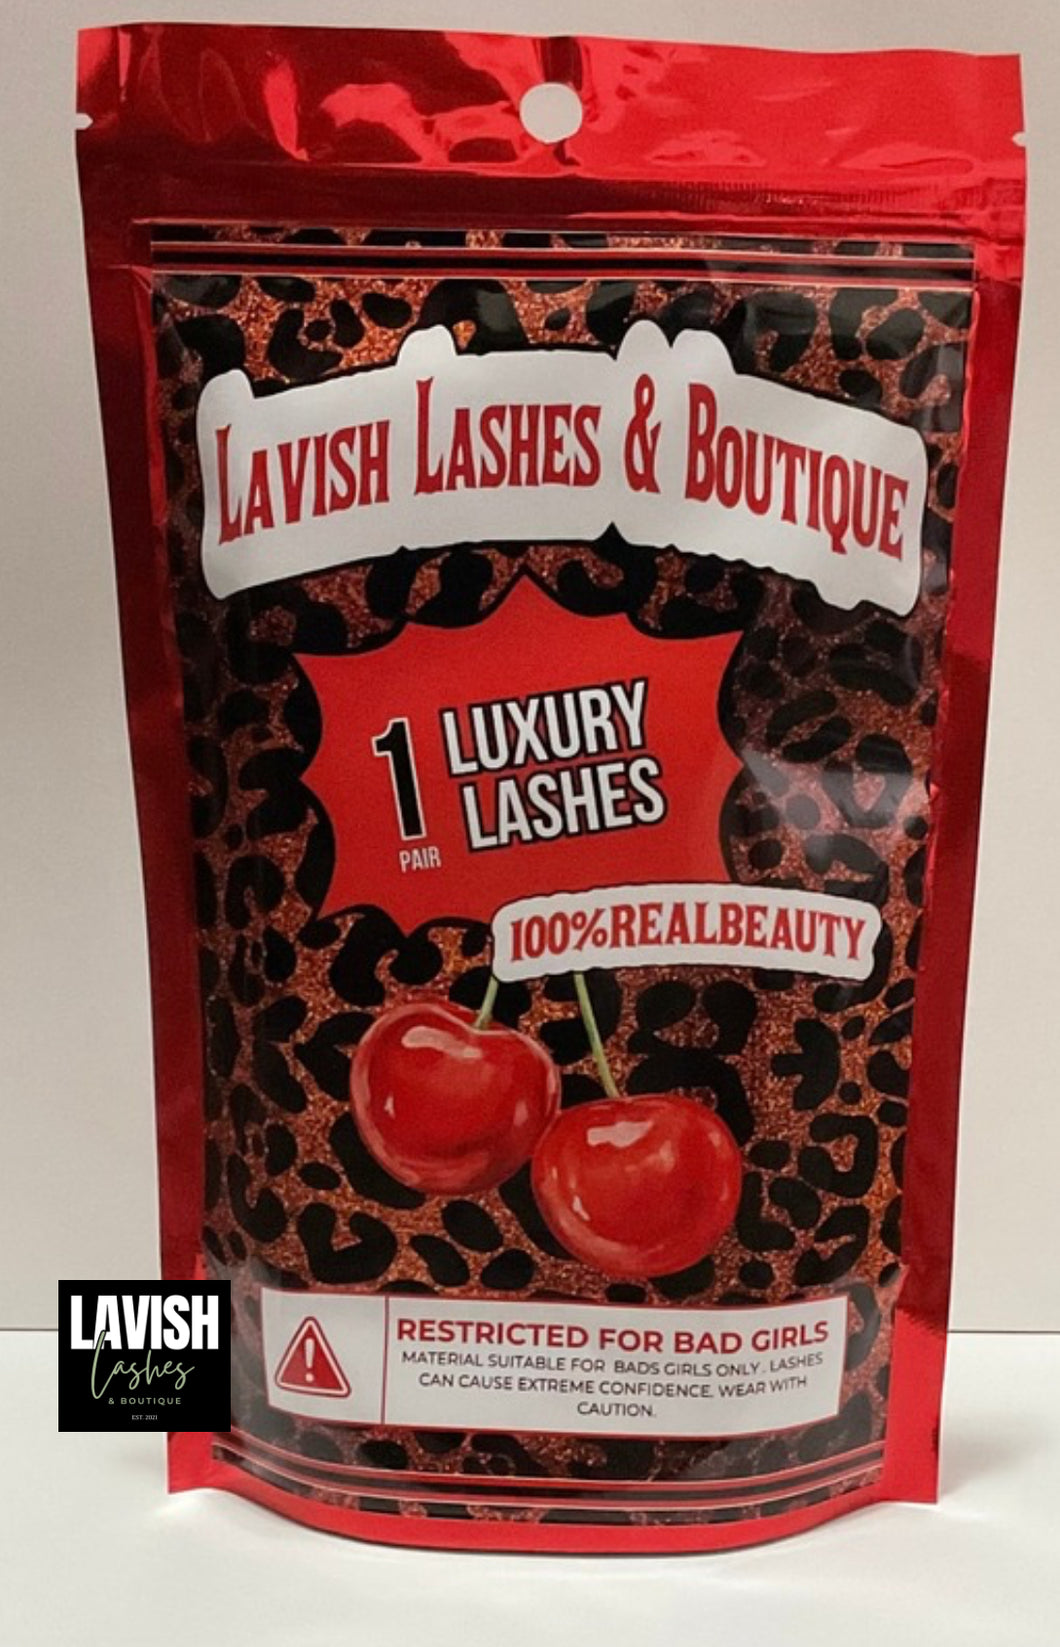 LAVISH LASHES & BOUTIQUE
1 LUXURY
LASHES
PAIR
100%REALBEAUTY
RESTRICTED FOR BAD GIRLS
MATERIAL SUITABLE FOR BADS GIRLS ONLY. LASHES
CAN CAUSE EXTREME CONFIDENCE. WEAR WITH
CAUTION.
LAVISH
Lashes
& BOUTIQUE
EST. 2021